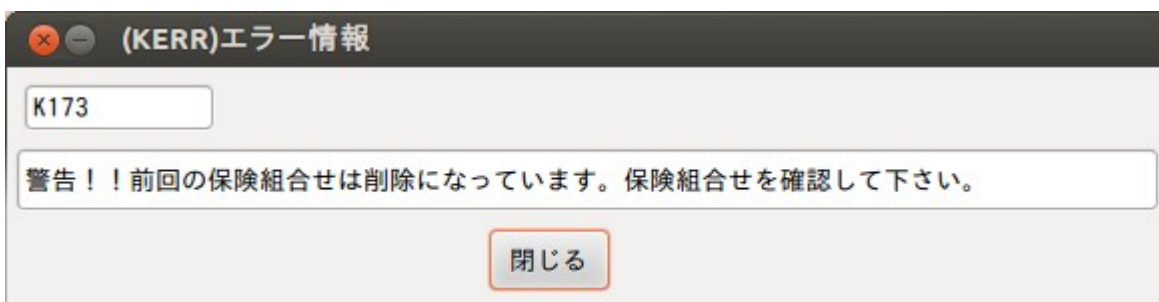 (KERR)エラー情報
K173
警告！！前回の保険組合せは削除になっています。保険組合せを確認して下さい。
閉じる